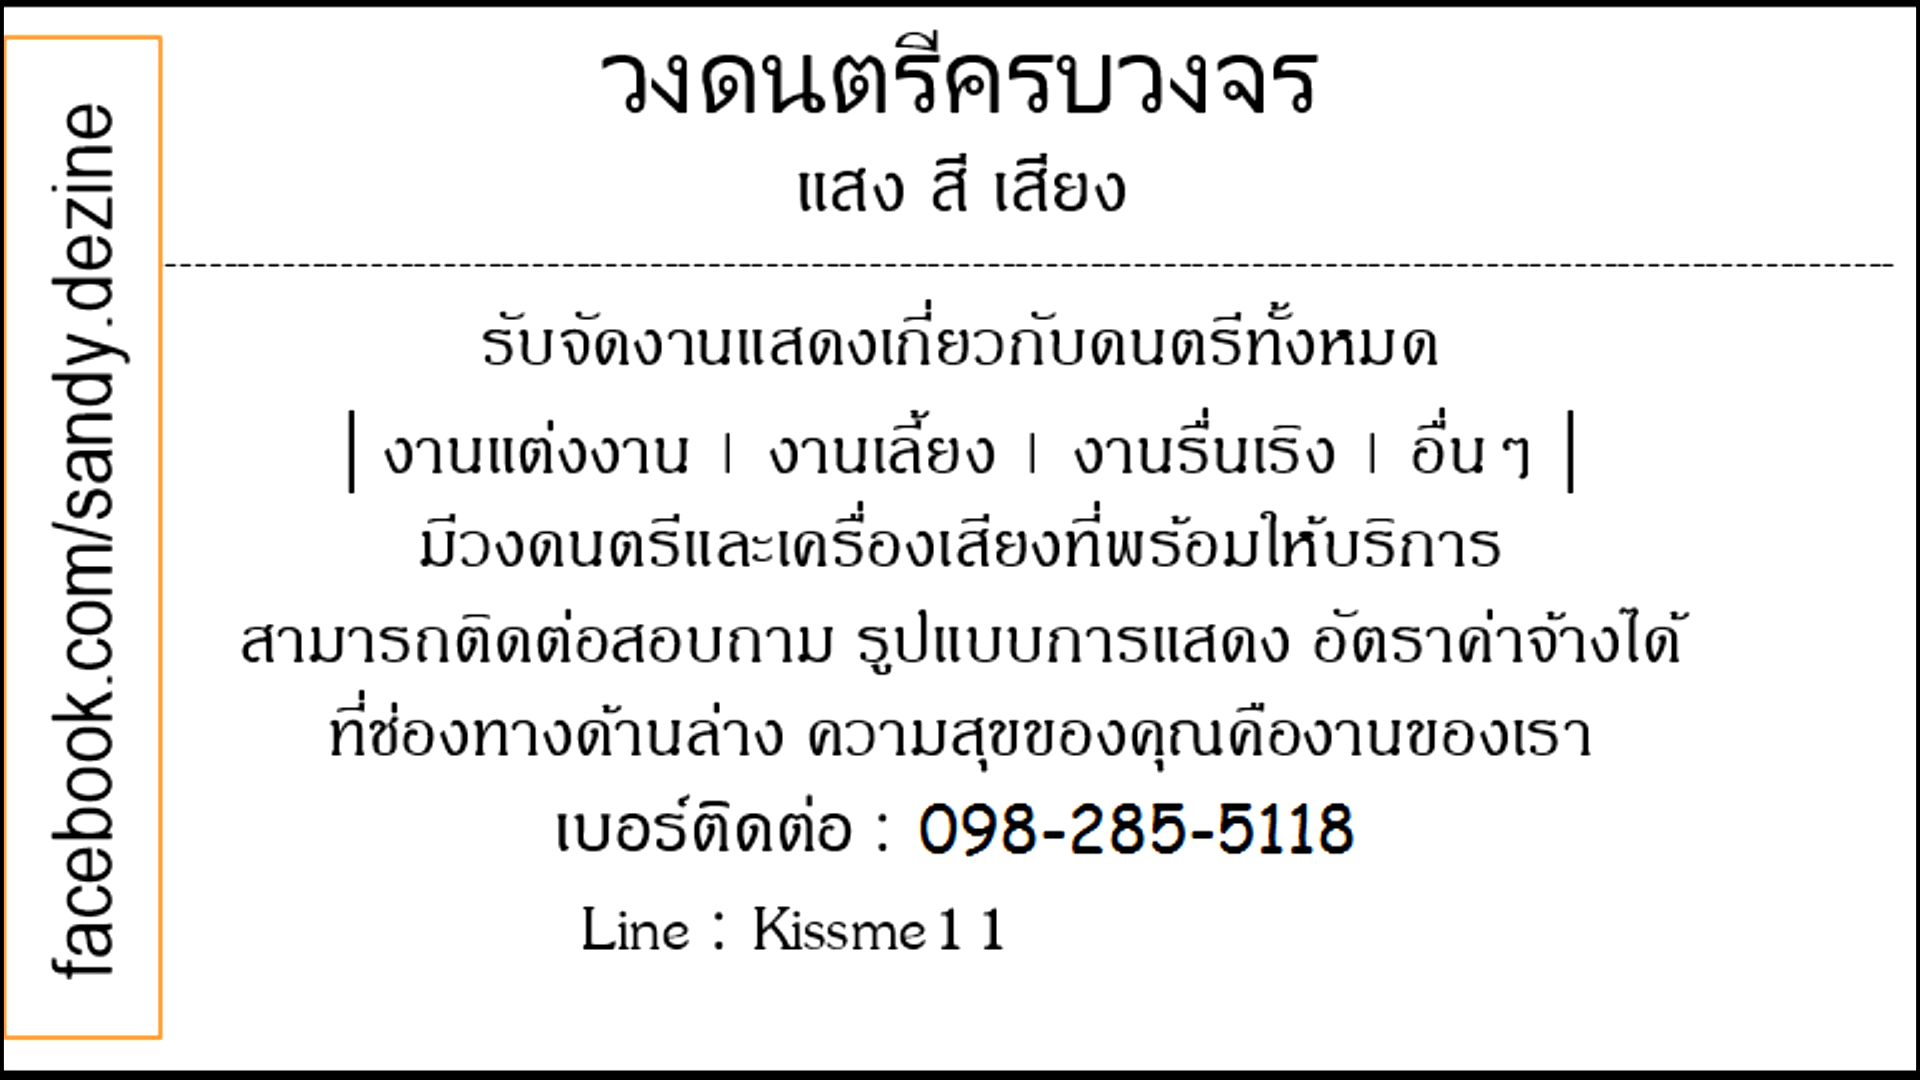 facebook.com/sandy.dezine
วงดนตรีครบวงจร
แสง สี เสียง
รับจัดงานแสดงเกี่ยวกับดนตรีทั้งหมด
| งานแต่งงาน | งานเลี้ยง | งานรื่นเริง | อื่นๆ |
มีวงดนตรีและเครื่องเสียงที่พร้อมให้บริการ
สามารถติดต่อสอบถาม รูปแบบการแสดง อัตราค่าจ้างได้
ที่ช่องทางด้านล่าง ความสุขของคุณคืองานของเรา
เบอร์ติดต่อ : 098-285-5118
Line : Kissme11